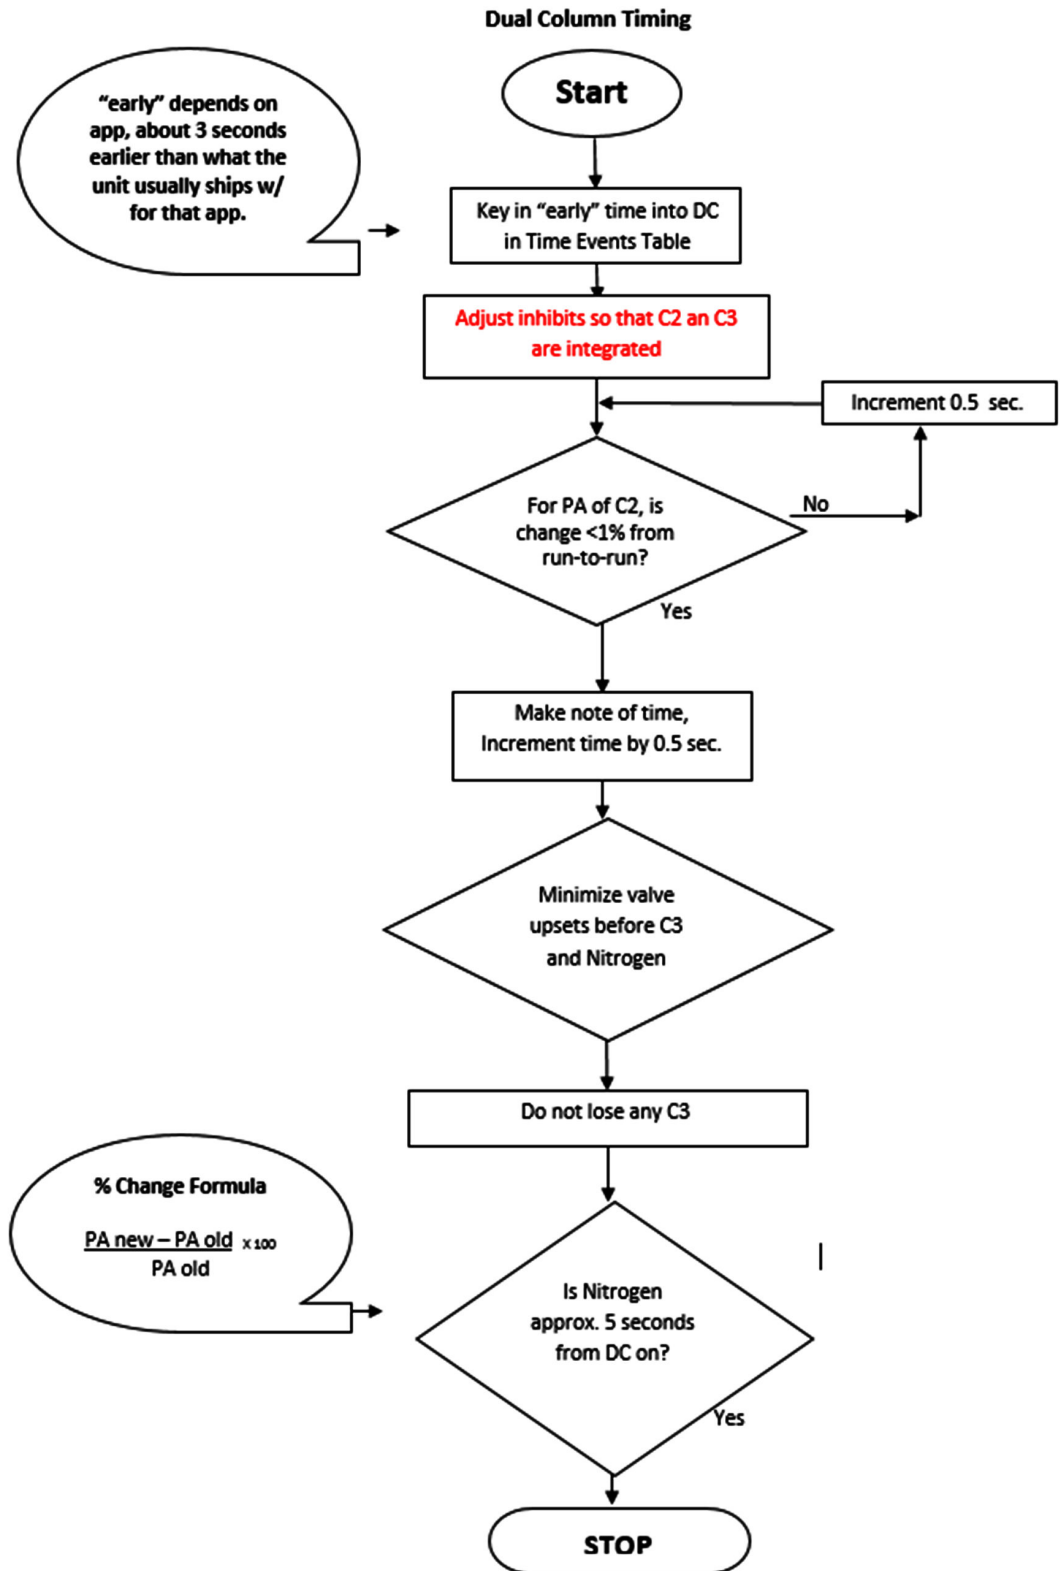 Dual Column Timing
Start
“early” depends on
app, about 3 seconds
earlier than what the
unit usually ships w/
for that app.
Key in “early” time into DC
in Time Events Table
Adjust inhibits so that C2 an C3
are integrated
Increment 0.5 sec.
For PA of C2, is
change <1% from
run-to-run?
No
Yes
Make note of time,
Increment time by 0.5 sec.
Minimize valve
upsets before C3
and Nitrogen
Do not lose any C3
% Change Formula
PA new – PA old x 100
PA old
Is Nitrogen
approx. 5 seconds
from DC on?
Yes
STOP